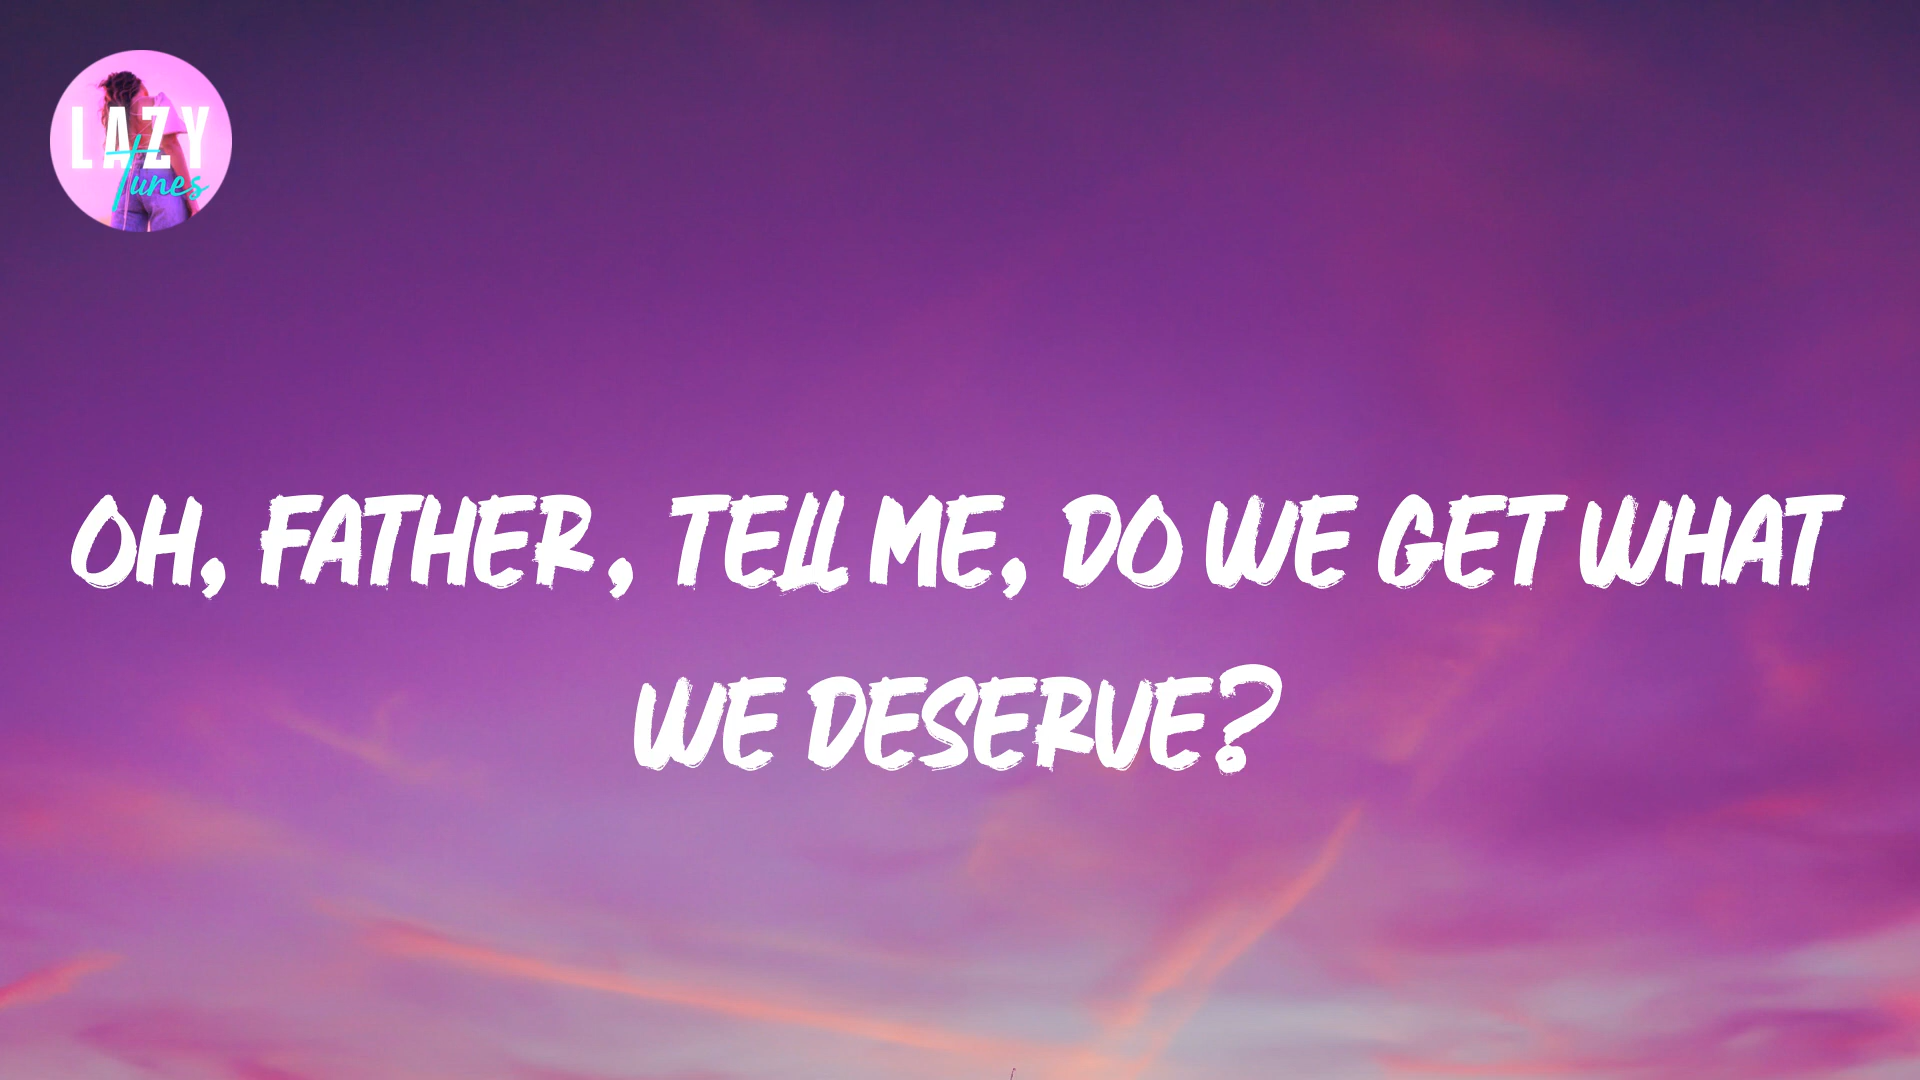 LAZY
Tunes
OH, FATHER, TELL ME, DO WE GET WHAT
WE DESERVE?